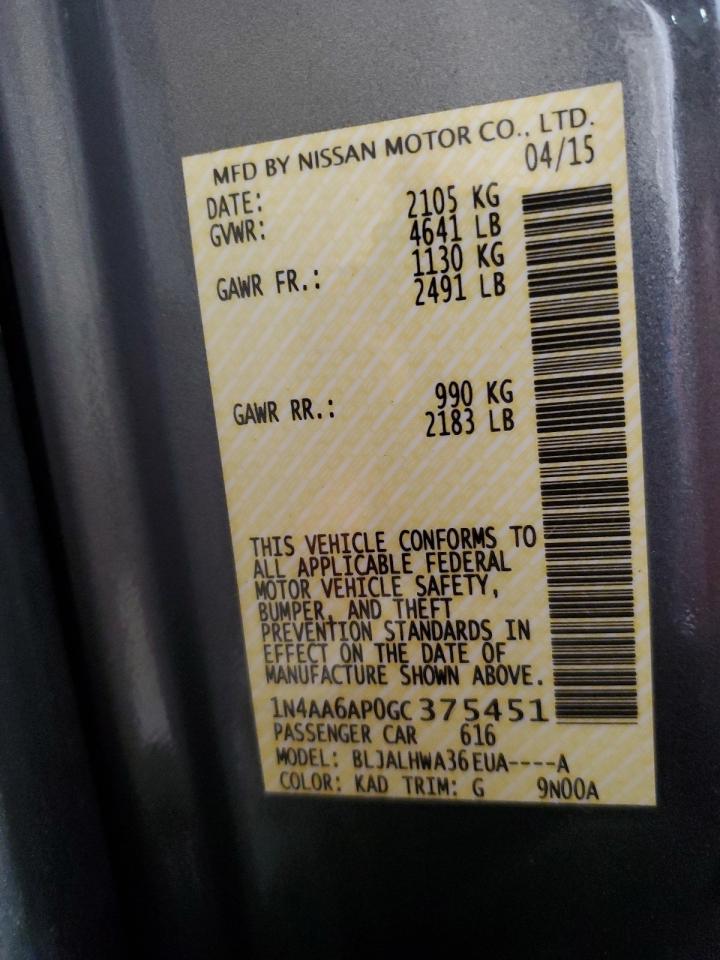 MFD BY NISSAN MOTOR CO., LTD.
DATE: 04/15
GVWR: 2105 KG
4641 LB
GAWR FR.: 1130 KG
2491 LB
GAWR RR.: 990 KG
2183 LB
THIS VEHICLE CONFORMS TO
ALL APPLICABLE FEDERAL
MOTOR VEHICLE SAFETY,
BUMPER, AND THEFT
PREVENTION STANDARDS IN
EFFECT ON THE DATE OF
MANUFACTURE SHOWN ABOVE.
1N4AA6AP0GC375451
PASSENGER CAR 616
MODEL: BLJALHWA36EUA----A
COLOR: KAD TRIM: G 9N00A